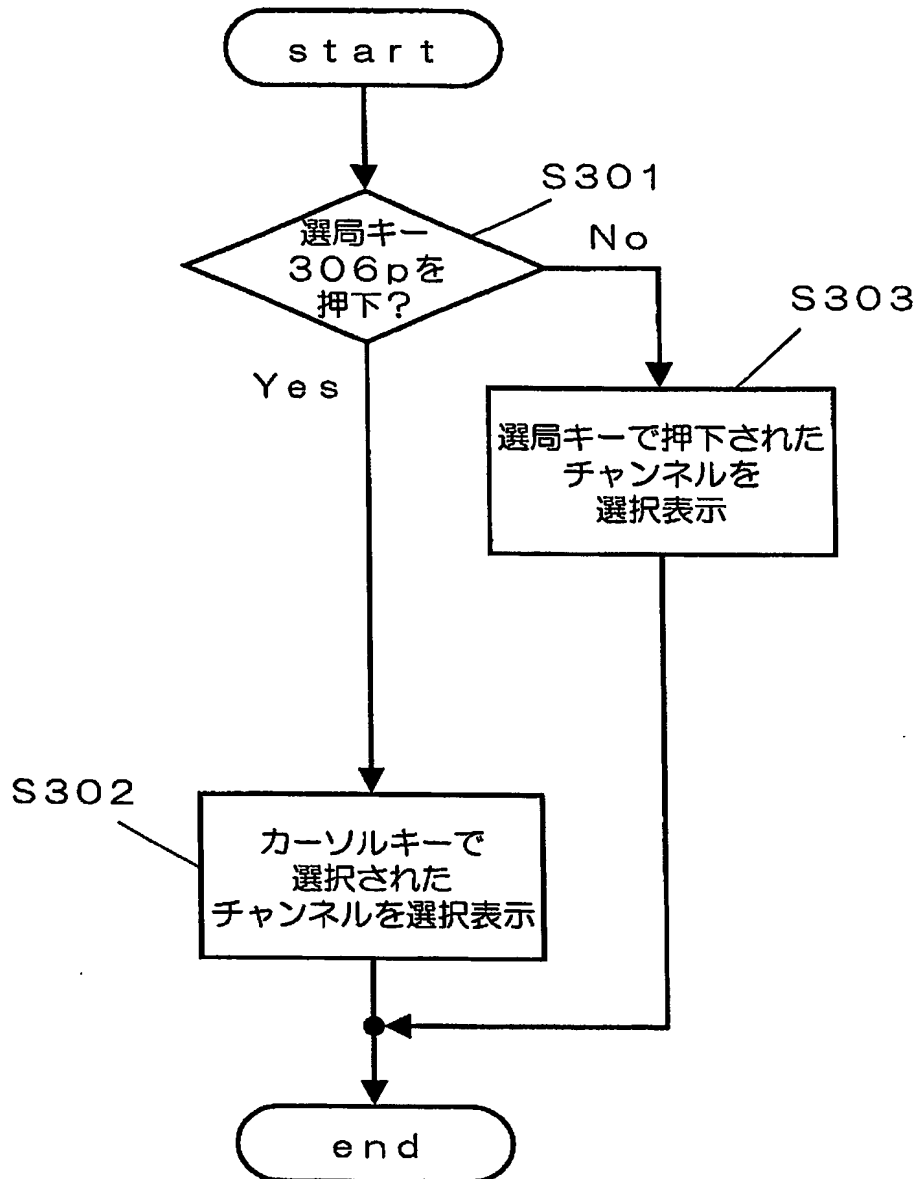 ｓｔａｒｔ
Ｓ３０１
選局キー
３０６ｐを
押下？
Ｎｏ
Ｓ３０３
Ｙｅｓ
選局キーで押下された
チャンネルを
選択表示
Ｓ３０２
カーソルキーで
選択された
チャンネルを選択表示
ｅｎｄ